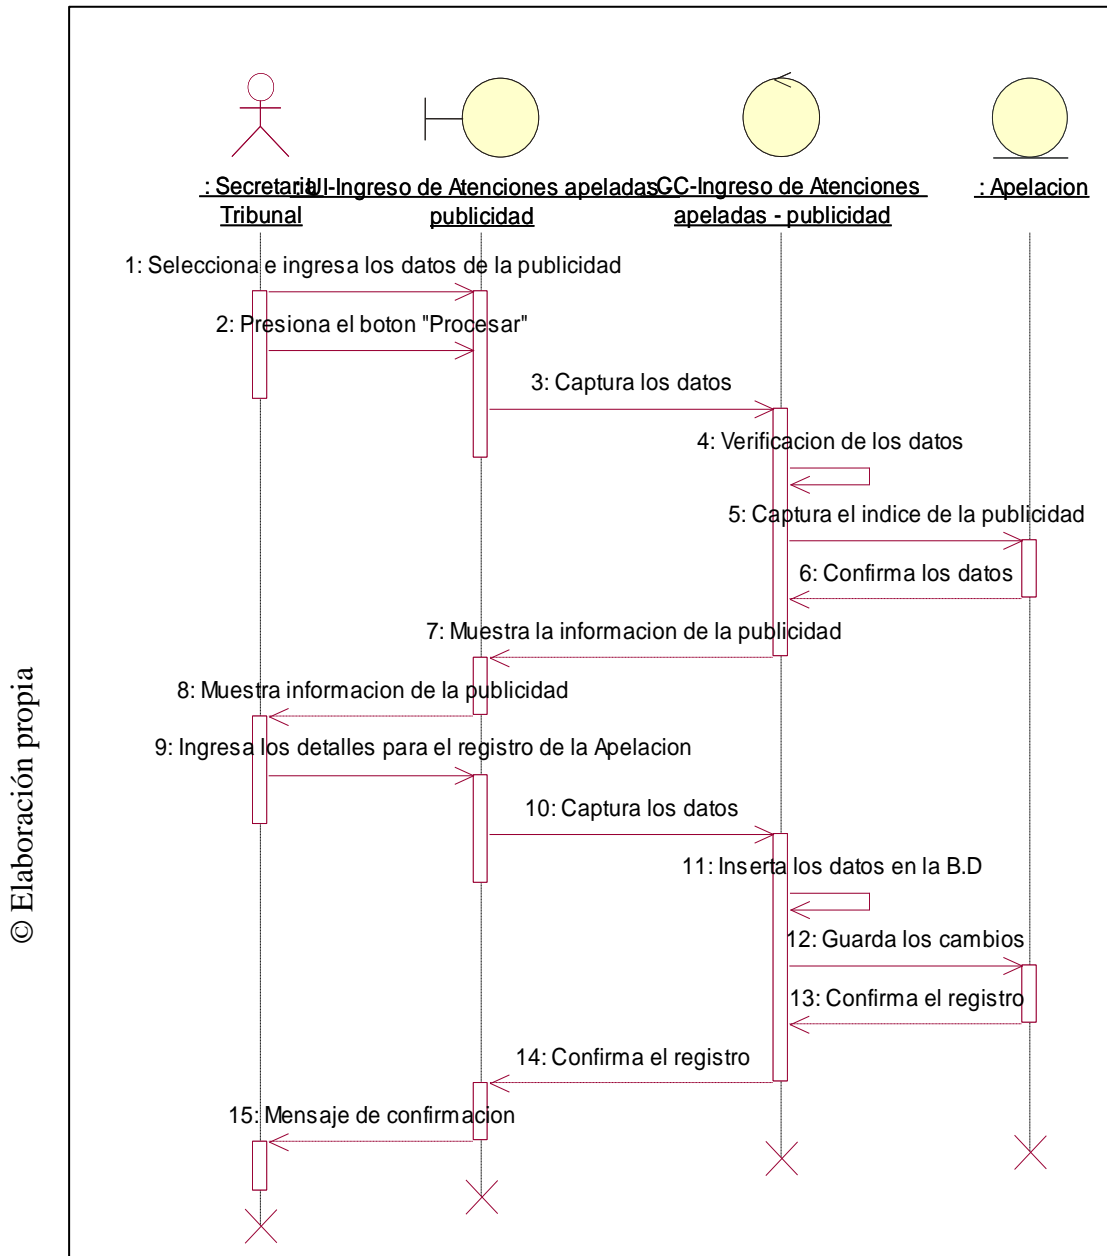 : Secretaria
Tribunal
: UI-Ingreso de Atenciones apeladas -
publicidad
: GC-Ingreso de Atenciones
apeladas - publicidad
: Apelacion
1: Selecciona e ingresa los datos de la publicidad
2: Presiona el boton "Procesar"
3: Captura los datos
4: Verificacion de los datos
5: Captura el indice de la publicidad
6: Confirma los datos
7: Muestra la informacion de la publicidad
8: Muestra informacion de la publicidad
9: Ingresa los detalles para el registro de la Apelacion
10: Captura los datos
11: Inserta los datos en la B.D
12: Guarda los cambios
13: Confirma el registro
14: Confirma el registro
15: Mensaje de confirmacion
© Elaboración propia